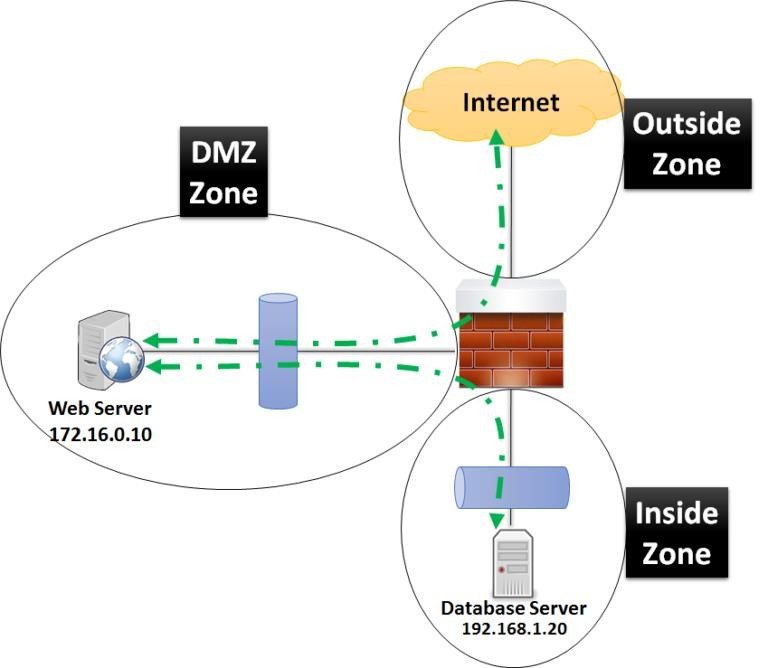 Internet
Outside
Zone
DMZ
Zone
Web Server
172.16.0.10
Inside
Zone
Database Server
192.168.1.20